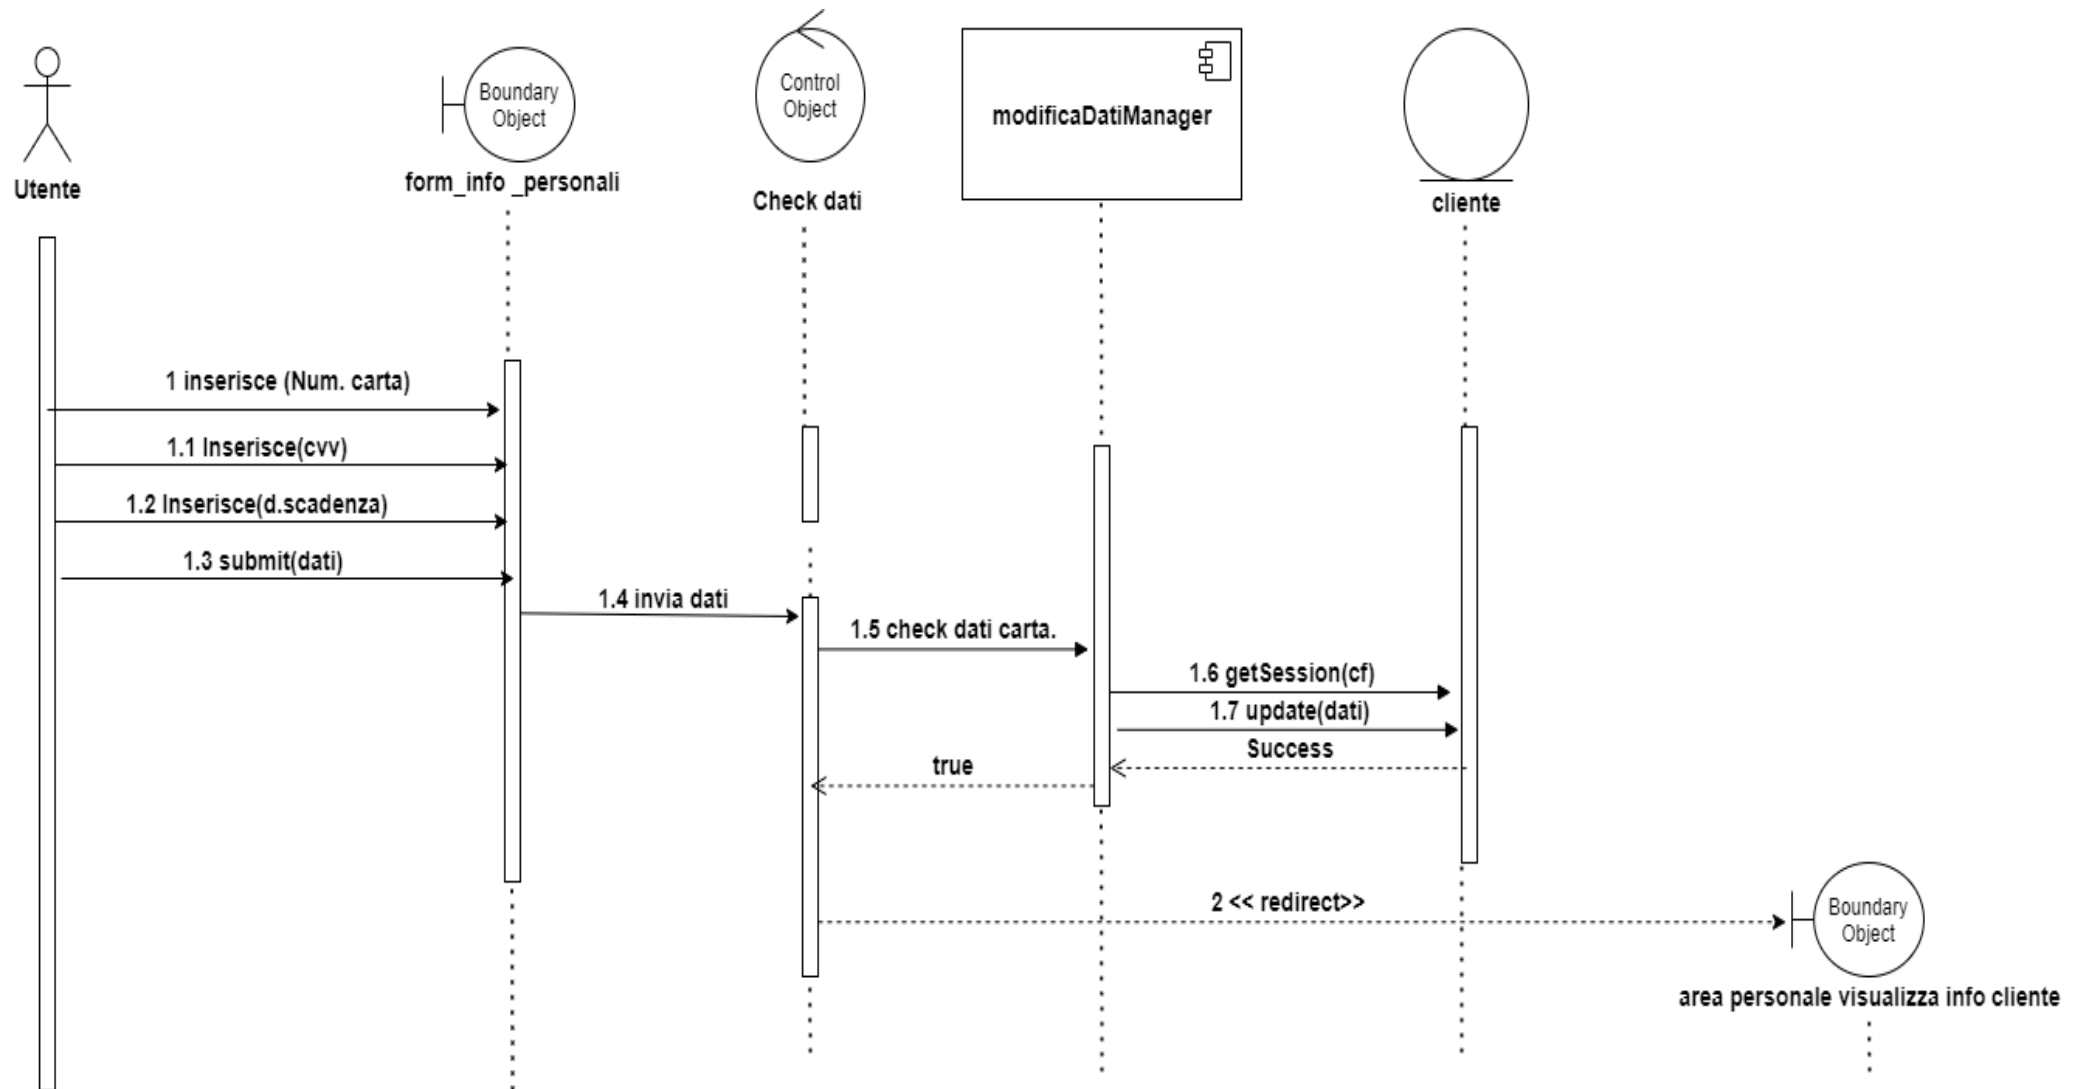 Boundary
Object
Control
Object
modificaDatiManager
Utente
form_info _personali
Check dati
cliente
1 inserisce (Num. carta)
1.1 Inserisce(cvv)
1.2 Inserisce(d.scadenza)
1.3 submit(dati)
1.4 invia dati
1.5 check dati carta.
1.6 getSession(cf)
1.7 update(dati)
Success
true
2 << redirect>>
Boundary
Object
area personale visualizza info cliente